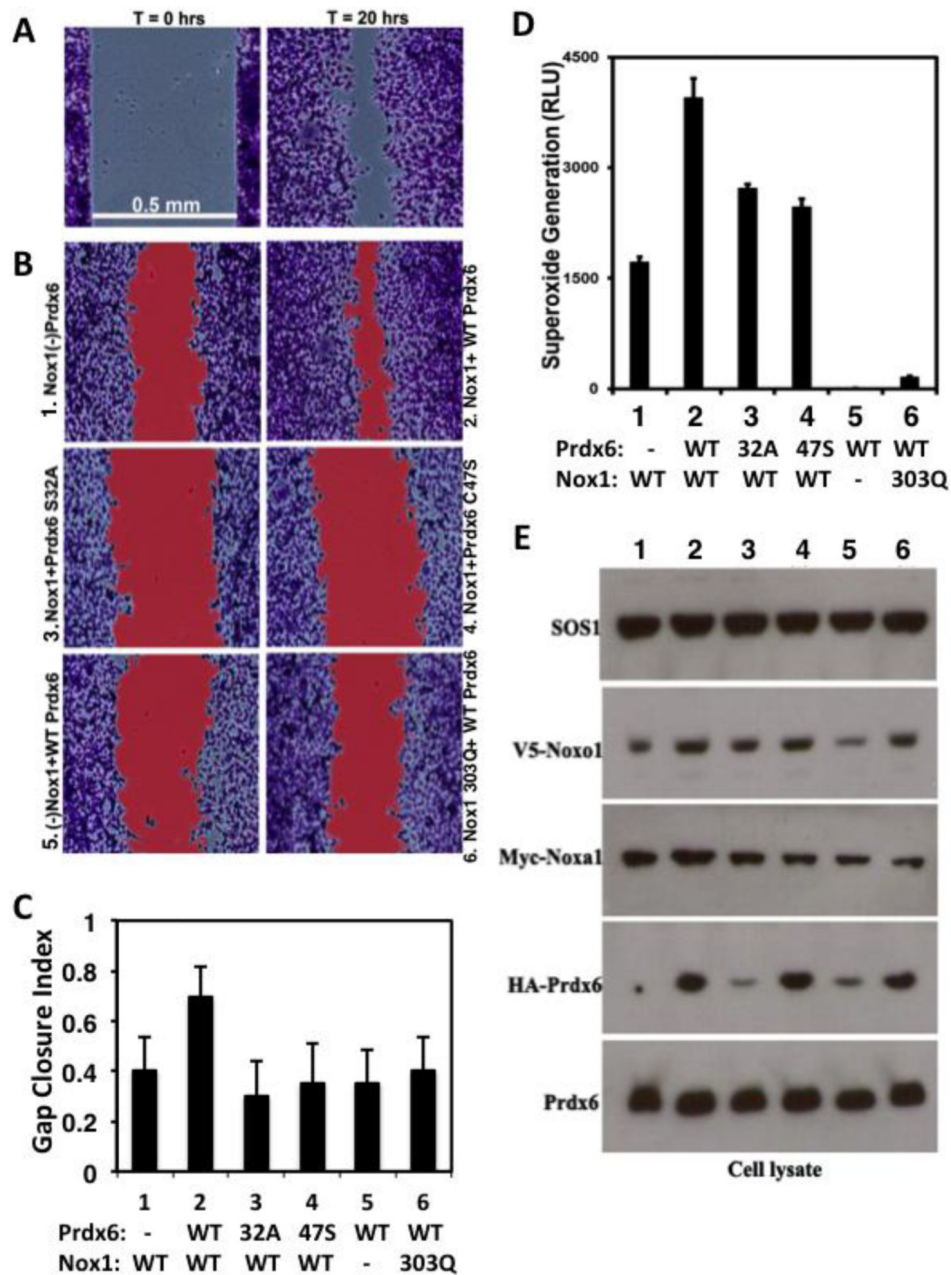 A
T = 0 hrs
T = 20 hrs
0.5 mm
B
1. Nox1(-)Prdx6
2. Nox1+ WT Prdx6
3.Nox1+Prdx6 S32A
4. Nox1+Prdx6 C47S
5.(-)Nox1+WT Prdx6
6. Nox1 303Q+ WT Prdx6
C
Gap Closure Index
1
0.8
0.6
0.4
0.2
0
1 2 3 4 5 6
Prdx6: - WT 32A 47S WT WT
Nox1: WT WT WT WT - 303Q
D
Superoxide Generation (RLU)
4500
3000
1500
0
1 2 3 4 5 6
Prdx6: - WT 32A 47S WT WT
Nox1: WT WT WT WT - 303Q
E
1 2 3 4 5 6
SOS1
V5-Noxo1
Myc-Noxa1
HA-Prdx6
Prdx6
Cell lysate